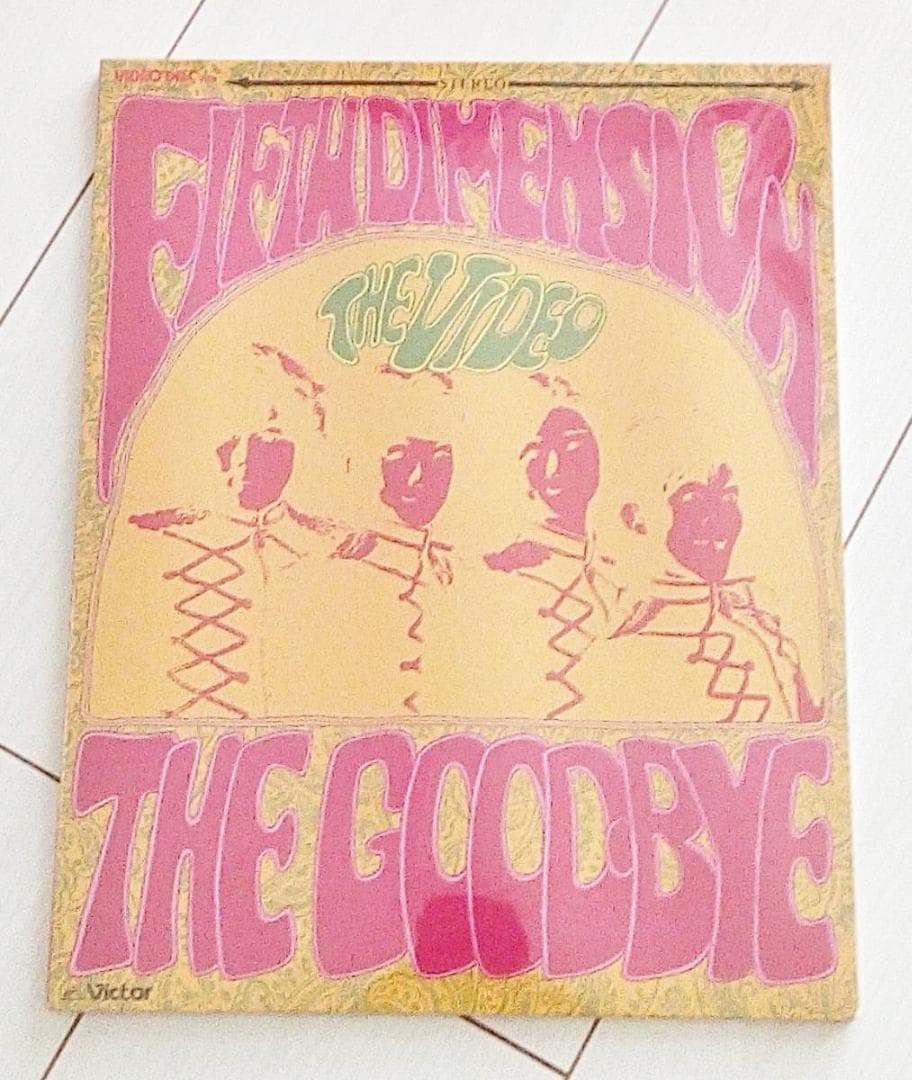 VIDEO DISC
STEREO
FIFTH DIMENSION
THE VIDEO
THE GOODBYE
Victor